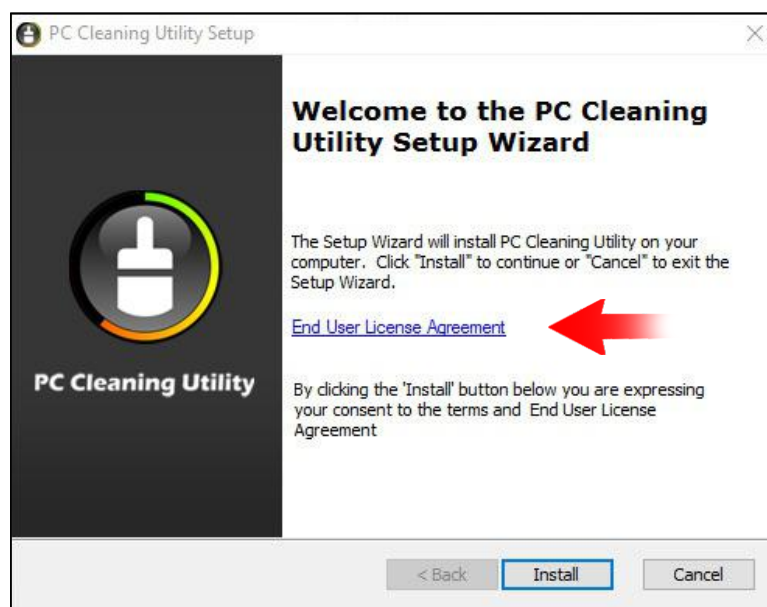 PC Cleaning Utility Setup
Welcome to the PC Cleaning
Utility Setup Wizard
The Setup Wizard will install PC Cleaning Utility on your
computer. Click "Install" to continue or "Cancel" to exit the
Setup Wizard.
End User License Agreement
PC Cleaning Utility
By clicking the 'Install' button below you are expressing
your consent to the terms and End User License
Agreement
< Back
Install
Cancel